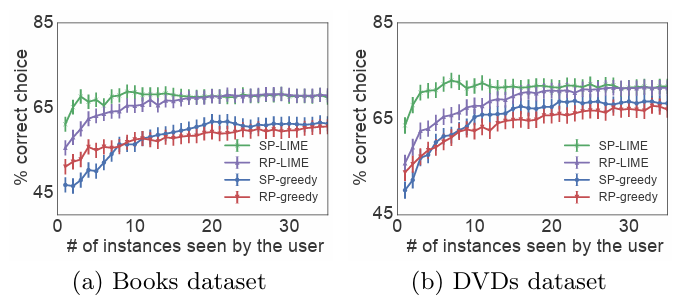 85
65
45
% correct choice
SP-LIME
RP-LIME
SP-greedy
RP-greedy
0 10 20 30
# of instances seen by the user
(a) Books dataset
85
65
45
% correct choice
SP-LIME
RP-LIME
SP-greedy
RP-greedy
0 10 20 30
# of instances seen by the user
(b) DVDs dataset